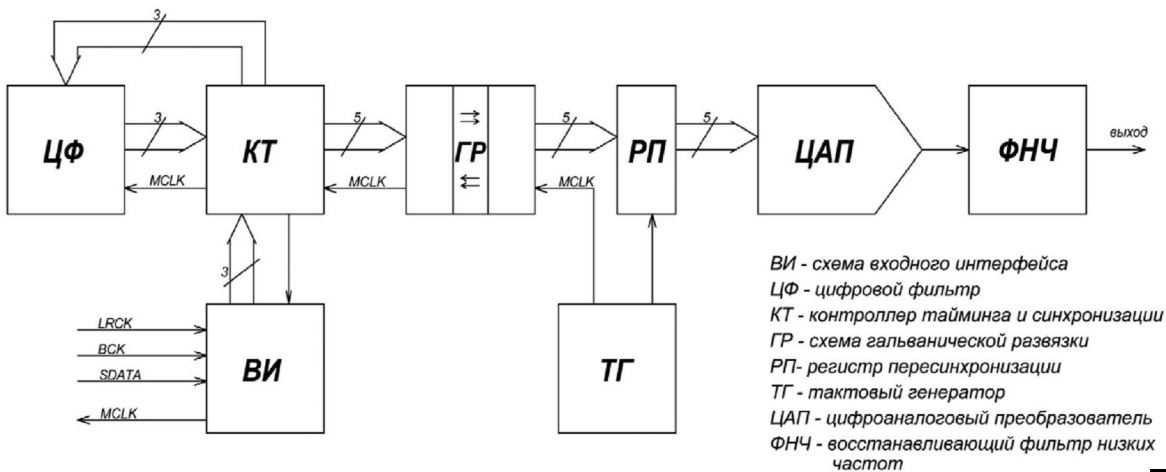 3
ЦФ
3
MCLK
КТ
5
MCLK
ГР
5
MCLK
РП
5
ЦАП
ФНЧ
выход
3
LRCK
BCK
SDATA
MCLK
ВИ
ТГ
ВИ - схема входного интерфейса
ЦФ - цифровой фильтр
КТ - контроллер тайминга и синхронизации
ГР - схема гальванической развязки
РП- регистр пересинхронизации
ТГ - тактовый генератор
ЦАП - цифроаналоговый преобразователь
ФНЧ - восстанавливающий фильтр низких
частот